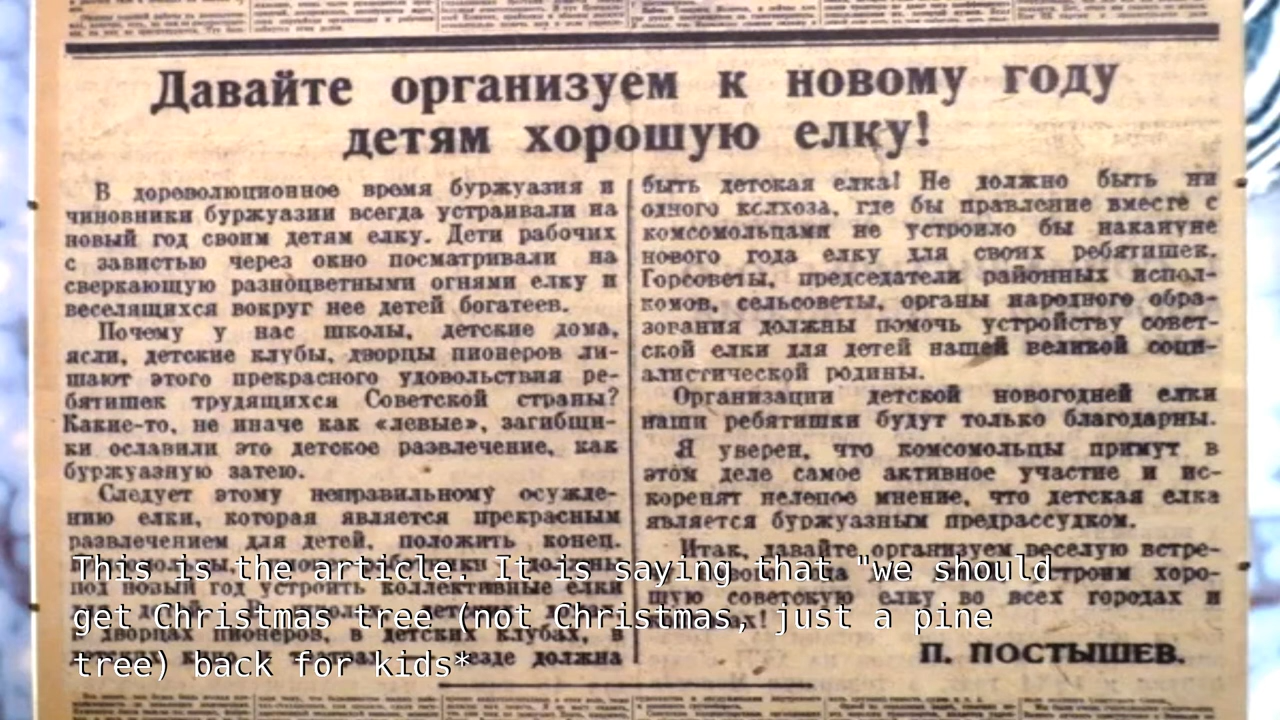 Давайте организуем к новому году
детям хорошую елку!
В дореволюционное время буржуазия и
чиновники буржуазии всегда устраивали на
новый год своим детям елку. Дети рабочих
с завистью через окно посматривали на
сверкающую разноцветными огнями елку и
веселящихся вокруг нее детей богатеев.
Почему у нас школы, детские дома,
ясли, детские клубы, дворцы пионеров ли-
шают этого прекрасного удовольствия ре-
бятишек трудящихся Советской страны?
Какие-то, не иначе как «левые», загибщи-
ки ославили это детское развлечение, как
буржуазную затею.
Следует этому неправильному осужде-
нию елки, которая является прекрасным
развлечением для детей, положить конец.
под новый год устроить коллективные елки
дворцах пионеров, в детских клубах, в
должна
быть детская елка! Не должно быть ни
одного колхоза, где бы правление вместе с
комсомольцами не устроило бы накануне
нового года елку для своих ребятишек.
Горсоветы, председатели районных испол-
комов, сельсоветы, органы народного обра-
зования должны помочь устройству совет-
ской елки для детей нашей великой соци-
алистической родины.
Организации детской новогодней елки
наши ребятишки будут только благодарны.
Я уверен, что комсомольцы примут в
этом деле самое активное участие и ис-
коренят нелепое мнение, что детская елка
является буржуазным предрассудком.
Итак, давайте организуем веселую встре-
хоро-
шую советскую елку во всех городах и
П. ПОСТЫШЕВ.
This is the article. It is saying that "we should
get Christmas tree (not Christmas, just a pine
tree) back for kids*